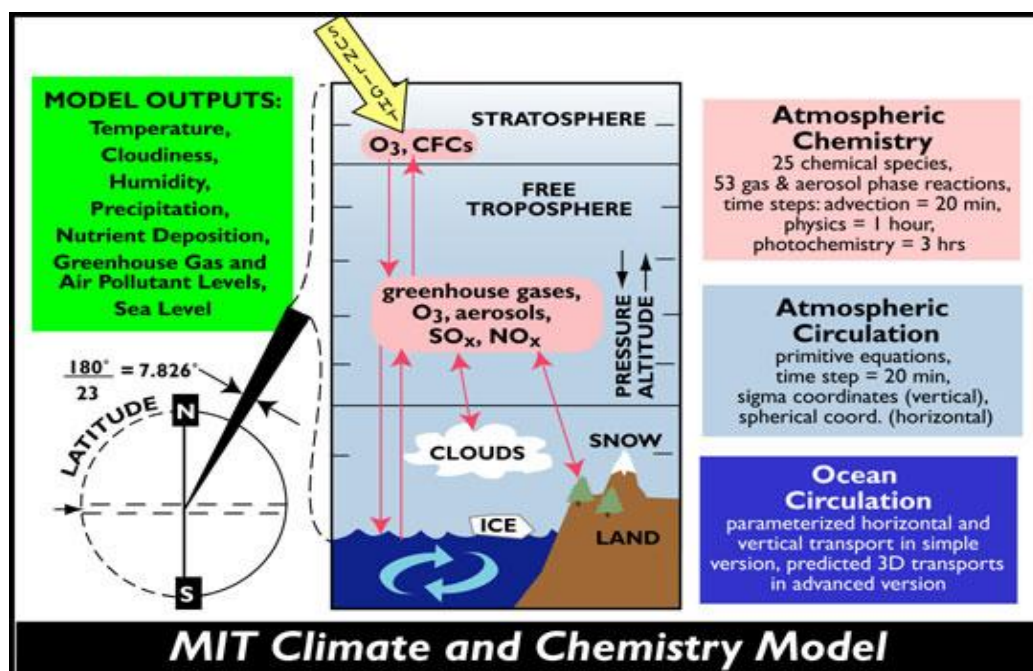 SUNLIGHT
MODEL OUTPUTS:
Temperature,
Cloudiness,
Humidity,
Precipitation,
Nutrient Deposition,
Greenhouse Gas and
Air Pollutant Levels,
Sea Level
180°
23
= 7.826°
LATITUDE
N
S
STRATOSPHERE
O3, CFCs
FREE
TROPOSPHERE
greenhouse gases,
O3, aerosols,
SOx, NOx
PRESSURE
ALTITUDE
CLOUDS
SNOW
ICE
LAND
Atmospheric
Chemistry
25 chemical species,
53 gas & aerosol phase reactions,
time steps: advection = 20 min,
physics = 1 hour,
photochemistry = 3 hrs
Atmospheric
Circulation
primitive equations,
time step = 20 min,
sigma coordinates (vertical),
spherical coord. (horizontal)
Ocean
Circulation
parameterized horizontal and
vertical transport in simple
version, predicted 3D transports
in advanced version
MIT Climate and Chemistry Model